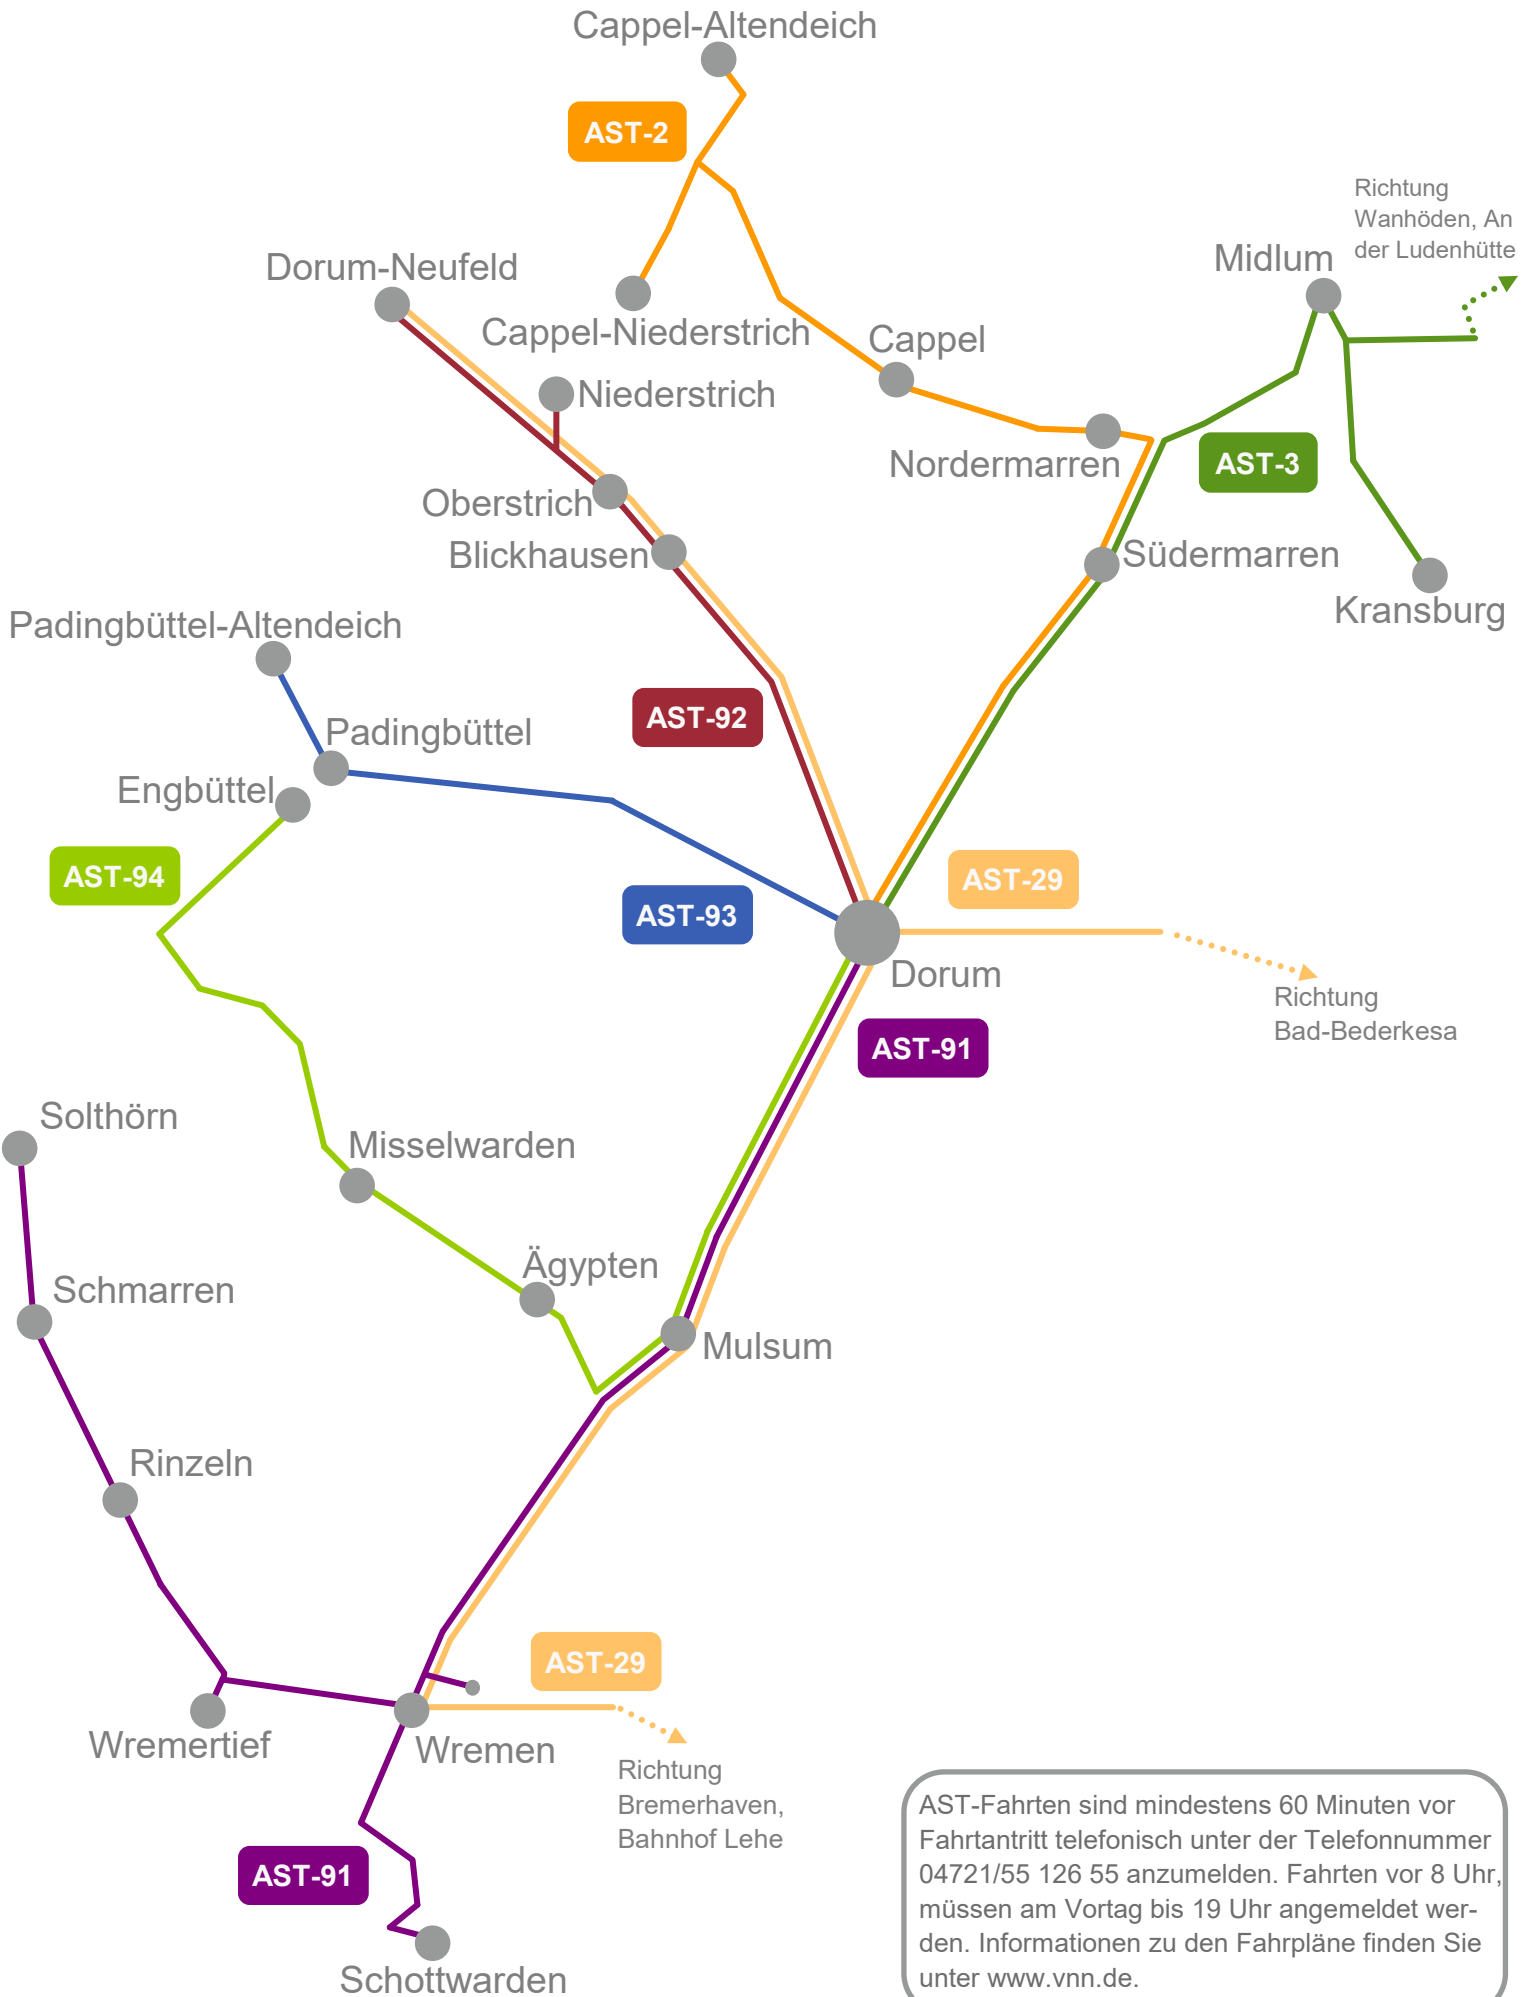 Cappel-Altendeich
AST-2
Richtung
Wanhöden, An
der Ludenhütte
Midlum
Dorum-Neufeld
Cappel-Niederstrich
Cappel
Niederstrich
Nordermarren
AST-3
Oberstrich
Blickhausen
Südermarren
Kransburg
Padingbüttel-Altendeich
AST-92
Padingbüttel
Engbüttel
AST-94
AST-93
AST-29
Dorum
Richtung
Bad-Bederkesa
AST-91
Solthörn
Misselwarden
Ägypten
Schmarren
Mulsum
Rinzeln
AST-29
Wremertief
Wremen
Richtung
Bremerhaven,
Bahnhof Lehe
AST-91
Schottwarden
AST-Fahrten sind mindestens 60 Minuten vor
Fahrtantritt telefonisch unter der Telefonnummer
04721/55 126 55 anzumelden. Fahrten vor 8 Uhr,
müssen am Vortag bis 19 Uhr angemeldet wer-
den. Informationen zu den Fahrpläne finden Sie
unter www.vnn.de.